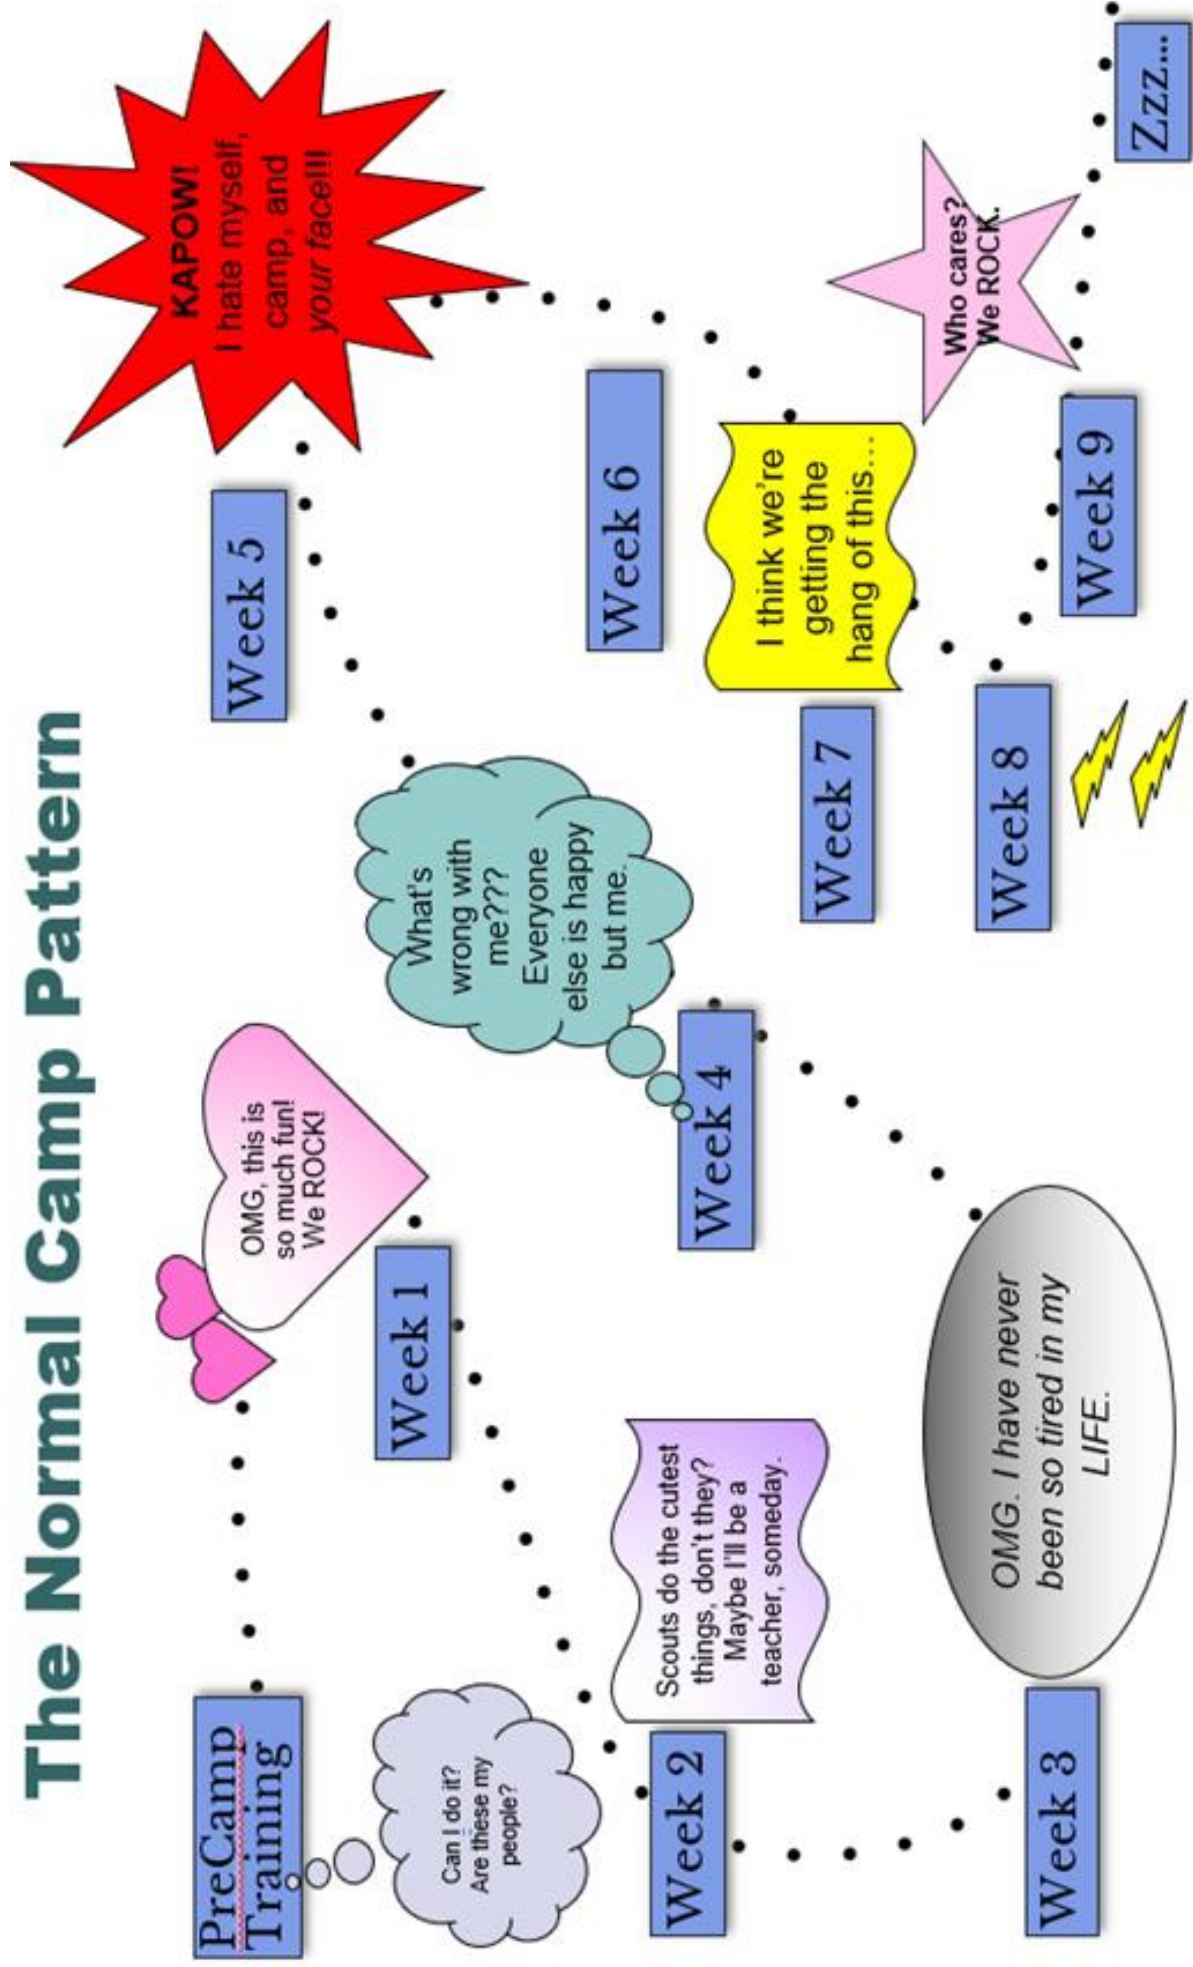 The Normal Camp Pattern
PreCamp
Training
Can I do it?
Are these my
people?
OMG, this is
so much fun!
We ROCK!
Week 1
Week 2
Scouts do the cutest
things, don't they?
Maybe I'll be a
teacher, someday.
Week 3
OMG. I have never
been so tired in my
LIFE.
Week 4
What's
wrong with
me???
Everyone
else is happy
but me.
Week 5
KAPOW!
I hate myself,
camp, and
your face!!!
Week 6
Week 7
I think we're
getting the
hang of this...
Week 8
Week 9
Who cares?
We ROCK.
Zzz...